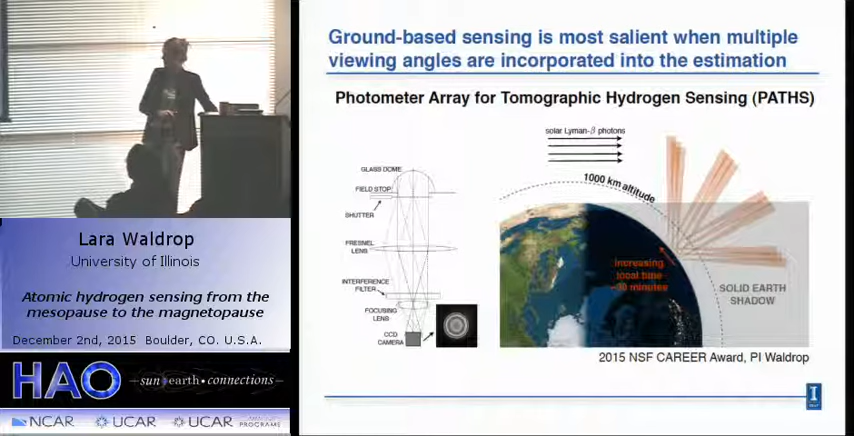 Ground-based sensing is most salient when multiple
viewing angles are incorporated into the estimation
Photometer Array for Tomographic Hydrogen Sensing (PATHS)
GLASS DOME
FIELD STOP
SHUTTER
FRESNEL
LENS
INTERFERENCE
FILTER
FOCUSING
LENS
CCD
CAMERA
solar Lyman-β photons
1000 km altitude
Increasing
local time
~30 minutes
SOLID EARTH
SHADOW
2015 NSF CAREER Award, PI Waldrop
I
Lara Waldrop
University of Illinois
Atomic hydrogen sensing from the
mesopause to the magnetopause
December 2nd, 2015 Boulder, CO. U.S.A.
HAO —sun earth • connections—
NCAR UCAR UCAR
PROGRAMS